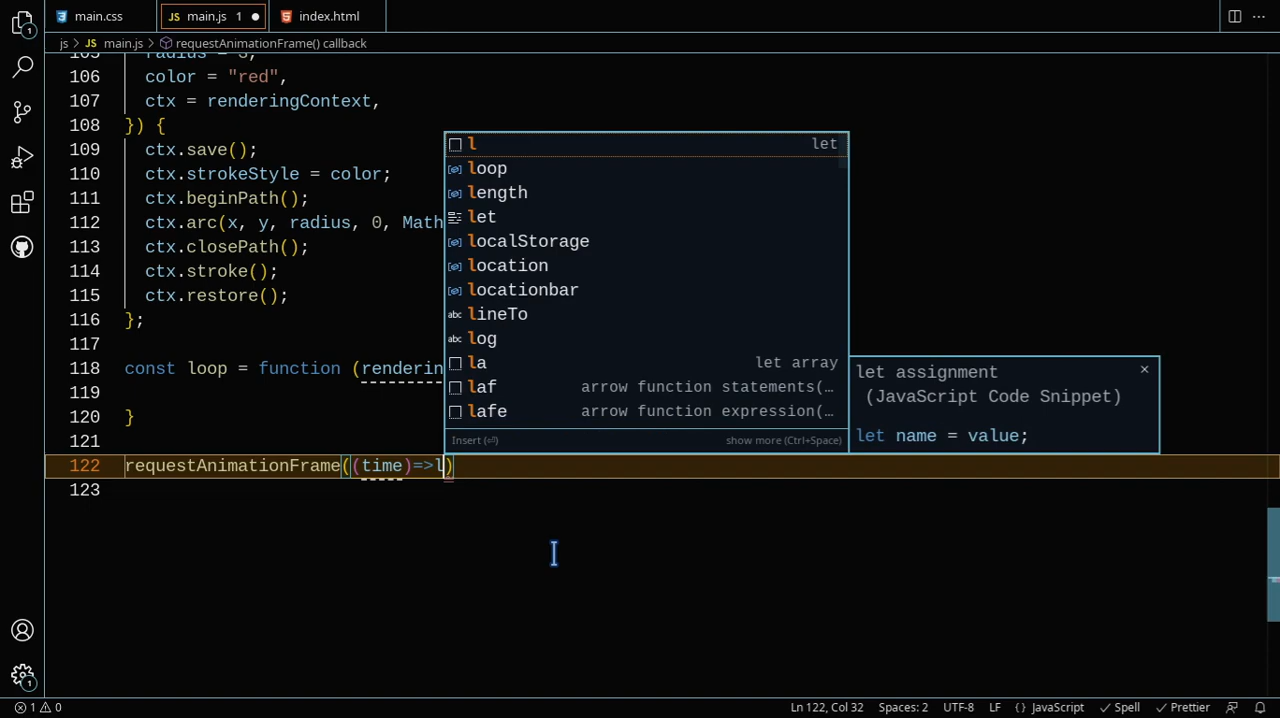 main.css
JS main.js 1
index.html
js > JS main.js > requestAnimationFrame() callback
106 color = "red",
107 ctx = renderingContext,
108 }) {
109 ctx.save();
110 ctx.strokeStyle = color;
111 ctx.beginPath();
112 ctx.arc(x, y, radius, 0, Math
113 ctx.closePath();
114 ctx.stroke();
115 ctx.restore();
116 };
117
118 const loop = function (renderin
119
120 }
121
122 requestAnimationFrame((time)=>l)
123
l let
loop
length
let
localStorage
location
locationbar
lineTo
log
la let array
laf arrow function statements(…
lafe arrow function expression(…
Insert (⏎) show more (Ctrl+Space)
let assignment ×
(JavaScript Code Snippet)
let name = value;
1
1
1 0 Ln 122, Col 32 Spaces: 2 UTF-8 LF {} JavaScript Spell Prettier